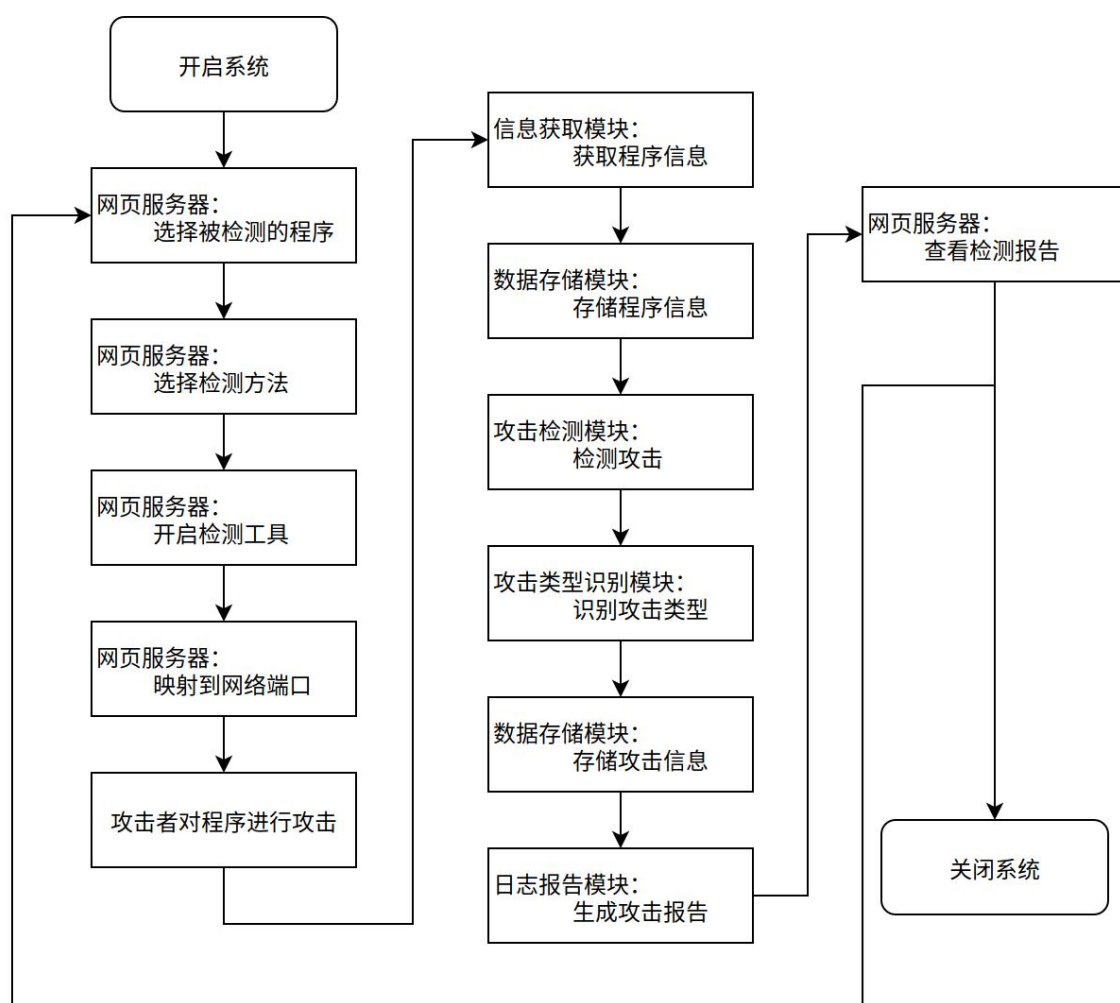 开启系统
网页服务器：
选择被检测的程序
网页服务器：
选择检测方法
网页服务器：
开启检测工具
网页服务器：
映射到网络端口
攻击者对程序进行攻击
信息获取模块：
获取程序信息
数据存储模块：
存储程序信息
攻击检测模块：
检测攻击
攻击类型识别模块：
识别攻击类型
数据存储模块：
存储攻击信息
日志报告模块：
生成攻击报告
网页服务器：
查看检测报告
关闭系统